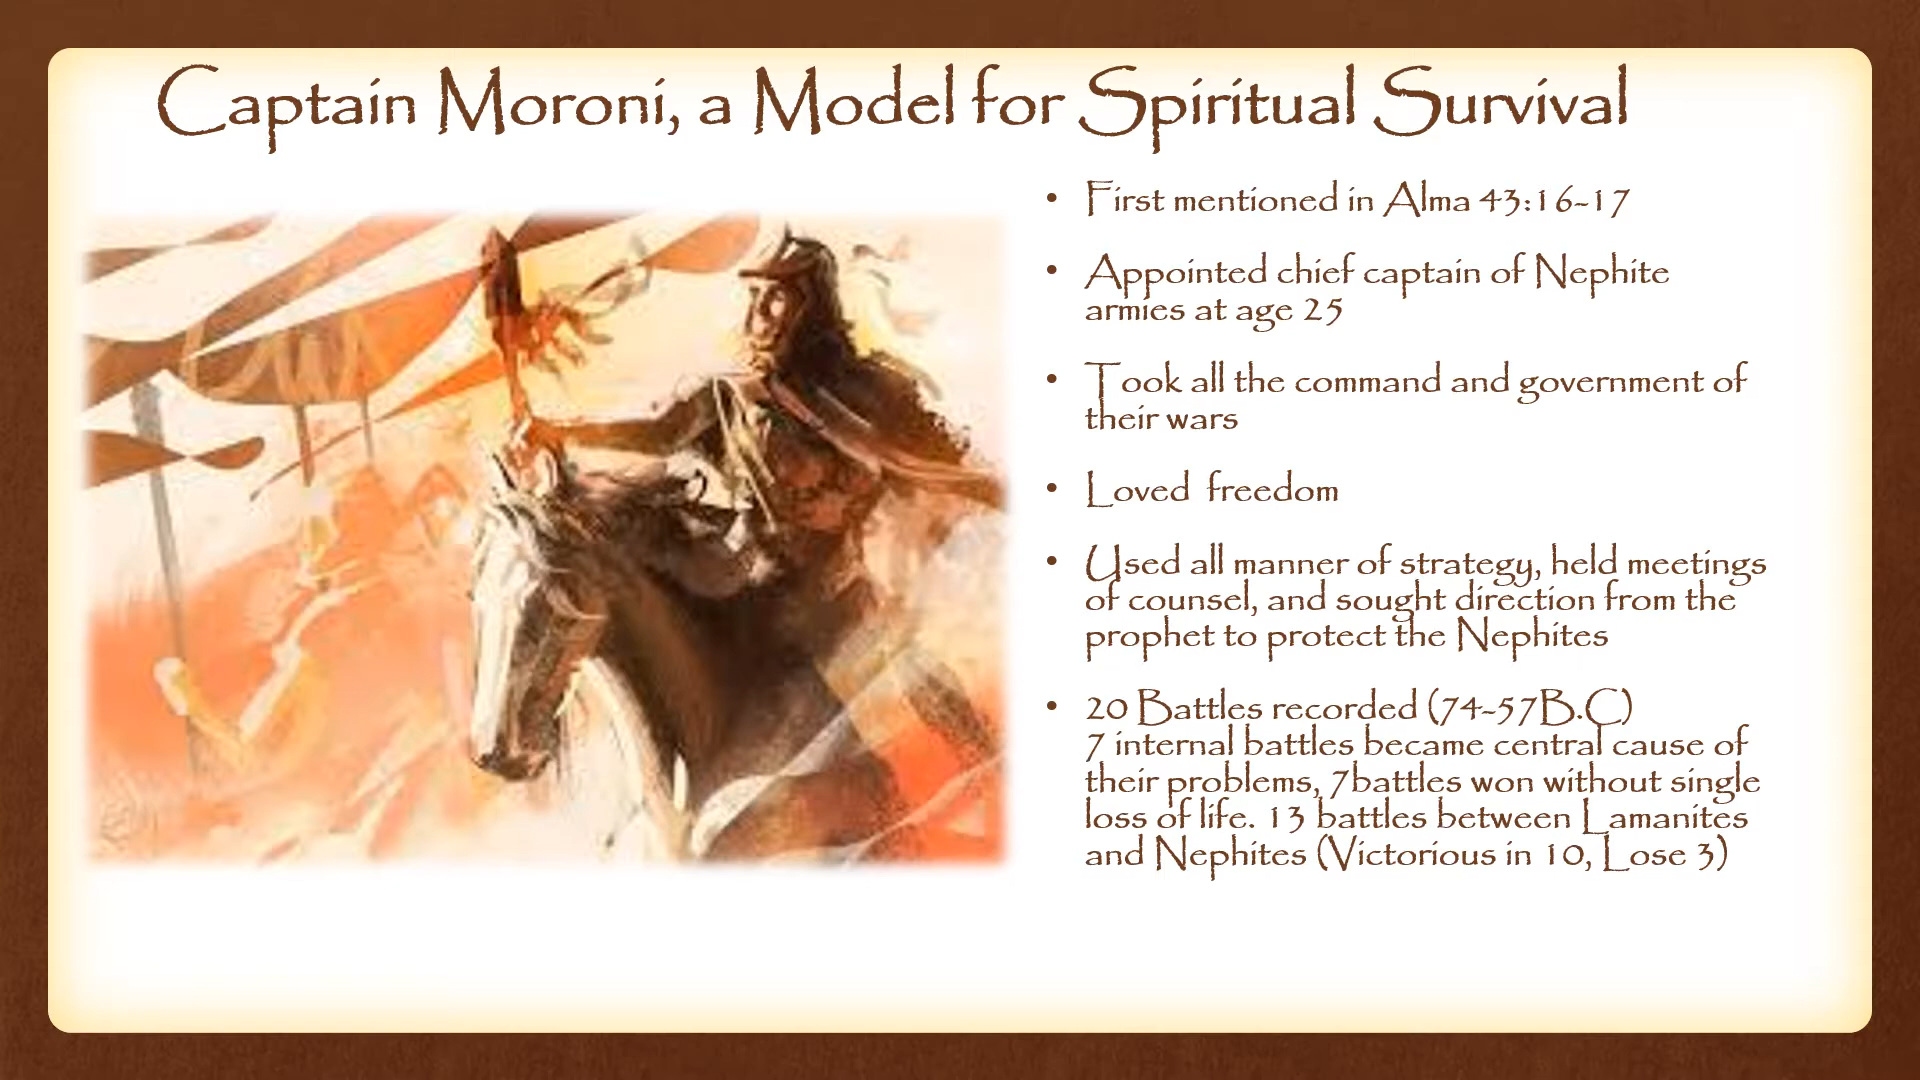 Captain Moroni, a Model for Spiritual Survival
• First mentioned in Alma 43:16-17
• Appointed chief captain of Nephite
armies at age 25
• Took all the command and government of
their wars
• Loved freedom
• Used all manner of strategy, held meetings
of counsel, and sought direction from the
prophet to protect the Nephites
• 20 Battles recorded (74-57B.C)
7 internal battles became central cause of
their problems, 7battles won without single
loss of life. 13 battles between Lamanites
and Nephites (Victorious in 10, Lose 3)